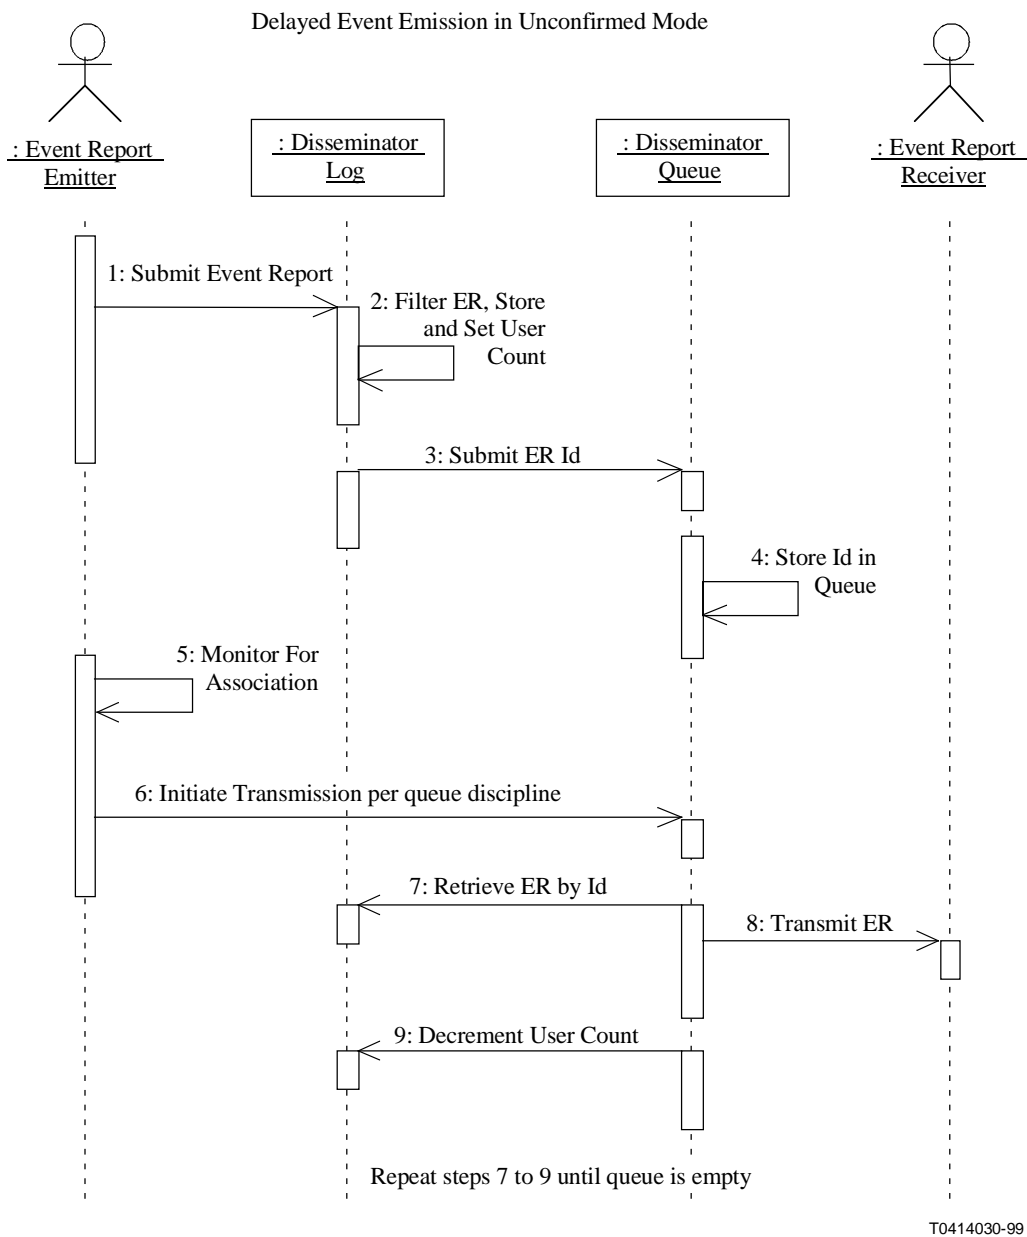 Delayed Event Emission in Unconfirmed Mode
: Event Report
Emitter
: Disseminator
Log
: Disseminator
Queue
: Event Report
Receiver
1: Submit Event Report
2: Filter ER, Store
and Set User
Count
3: Submit ER Id
4: Store Id in
Queue
5: Monitor For
Association
6: Initiate Transmission per queue discipline
7: Retrieve ER by Id
8: Transmit ER
9: Decrement User Count
Repeat steps 7 to 9 until queue is empty
T0414030-99